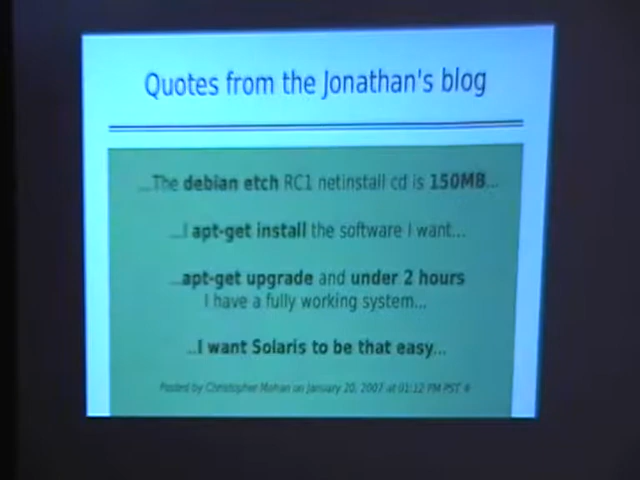 Quotes from the Jonathan's blog
...The debian etch RC1 netinstall cd is 150MB...
...I apt-get install the software I want...
...apt-get upgrade and under 2 hours
I have a fully working system...
...I want Solaris to be that easy...
Posted by Christopher Mahan on January 20, 2007 at 01:12 PM PST #